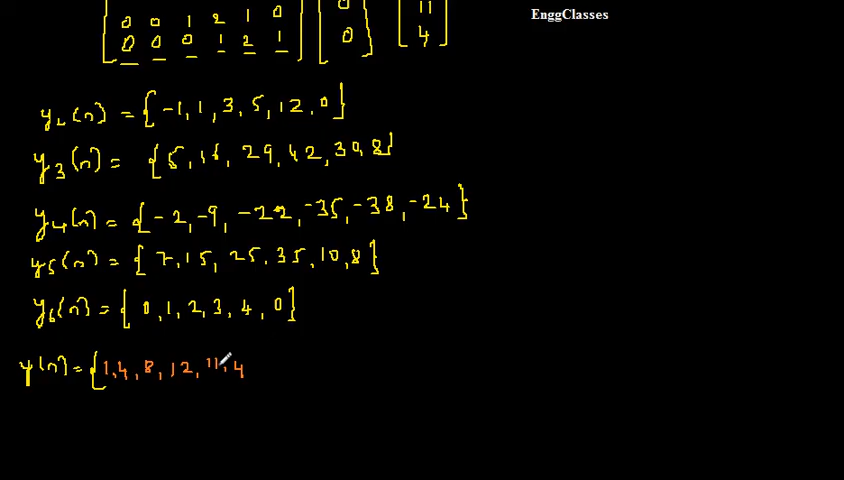 EnggClasses
0 0 1 2 1 0 0 11
0 0 0 1 2 1 0 4
y2(n) = {-1, 1, 3, 5, 12, 0}
y3(n) = {5, 16, 29, 42, 30, 8}
y4(n) = {-2, -9, -22, -35, -38, -24}
y5(n) = {7, 15, 25, 35, 10, 8}
y6(n) = {0, 1, 2, 3, 4, 0}
y(n) = {1, 4, 8, 12, 11, 4